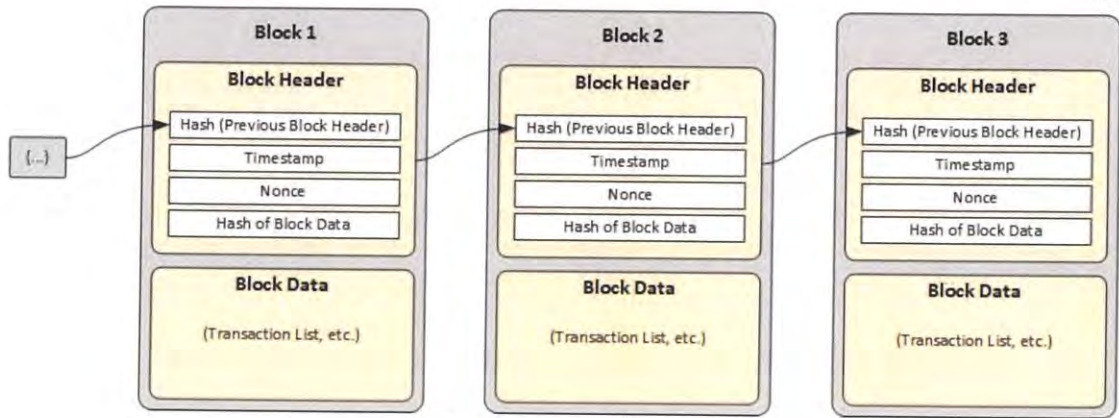 (...)
Block 1
Block Header
Hash (Previous Block Header)
Timestamp
Nonce
Hash of Block Data
Block Data
(Transaction List, etc.)
Block 2
Block Header
Hash (Previous Block Header)
Timestamp
Nonce
Hash of Block Data
Block Data
(Transaction List, etc.)
Block 3
Block Header
Hash (Previous Block Header)
Timestamp
Nonce
Hash of Block Data
Block Data
(Transaction List, etc.)